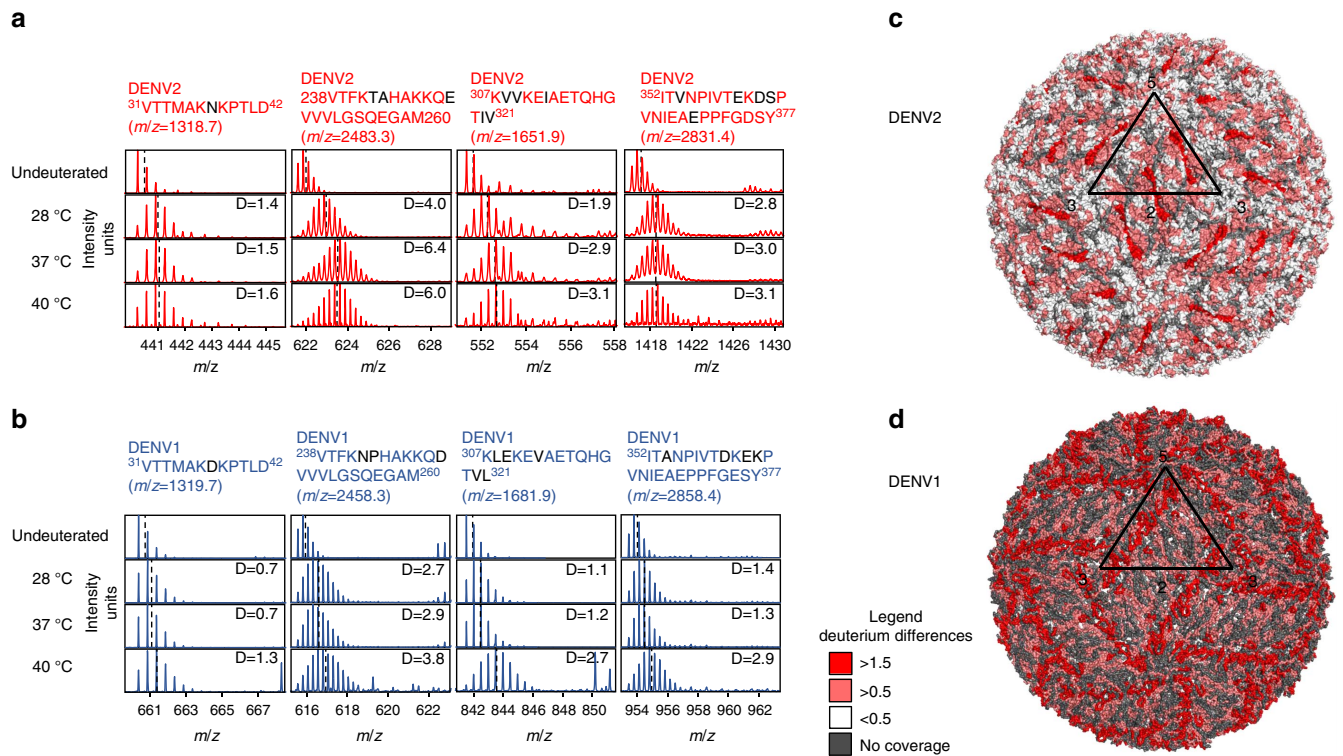 a
DENV2
³¹VTTMAKNKPTLD⁴²
(m/z=1318.7)
DENV2
238VTFKTAHAKKQE
VVVLGSQEGAM260
(m/z=2483.3)
DENV2
³⁰⁷KVVKEIAETQHG
TIV³²¹
(m/z=1651.9)
DENV2
³⁵²ITVNPIVTEKDSP
VNIEAEPPFGDSY³⁷⁷
(m/z=2831.4)
Undeuterated
28 °C
D=1.4
D=4.0
D=1.9
D=2.8
37 °C
D=1.5
D=6.4
D=2.9
D=3.0
40 °C
D=1.6
D=6.0
D=3.1
D=3.1
Intensity
units
441 442 443 444 445
622 624 626 628
552 554 556 558
1418 1422 1426 1430
m/z
m/z
m/z
m/z
b
DENV1
³¹VTTMAKDKPTLD⁴²
(m/z=1319.7)
DENV1
²³⁸VTFKNPHAKKQD
VVVLGSQEGAM²⁶⁰
(m/z=2458.3)
DENV1
³⁰⁷KLEKEVAETQHG
TVL³²¹
(m/z=1681.9)
DENV1
³⁵²ITANPIVTDKEKP
VNIEAEPPFGESY³⁷⁷
(m/z=2858.4)
Undeuterated
28 °C
D=0.7
D=2.7
D=1.1
D=1.4
37 °C
D=0.7
D=2.9
D=1.2
D=1.3
40 °C
D=1.3
D=3.8
D=2.7
D=2.9
Intensity
units
661 663 665 667
616 618 620 622
842 844 846 848 850
954 956 958 960 962
m/z
m/z
m/z
m/z
c
DENV2
5
3
2
3
d
DENV1
5
3
2
3
Legend
deuterium differences
>1.5
>0.5
<0.5
No coverage